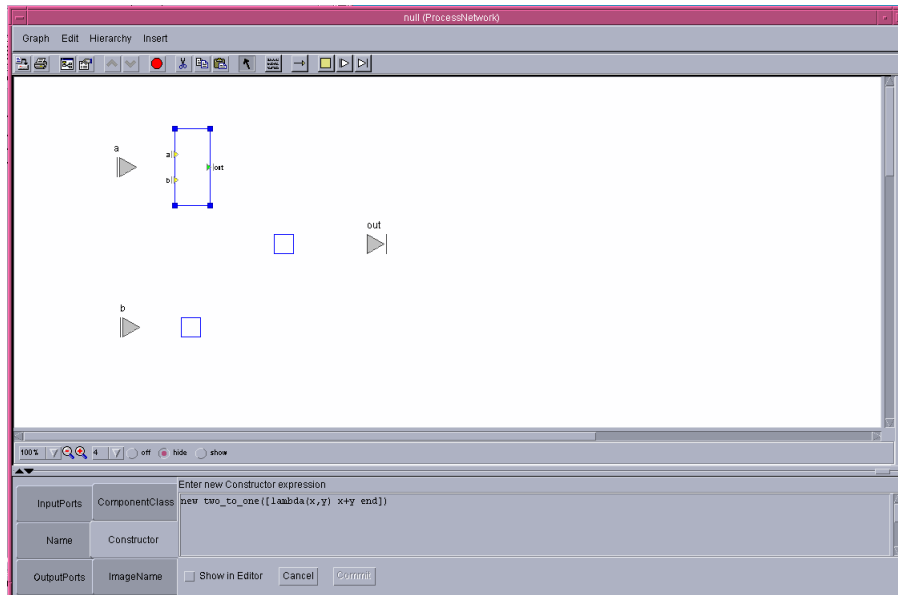 null (ProcessNetwork)
Graph Edit Hierarchy Insert
a
a
out
b
out
b
100% 4 off hide show
Enter new Constructor expression
InputPorts ComponentClass
new two_to_one([lambda(x,y) x+y end])
Name Constructor
OutputPorts ImageName
Show in Editor Cancel Commit